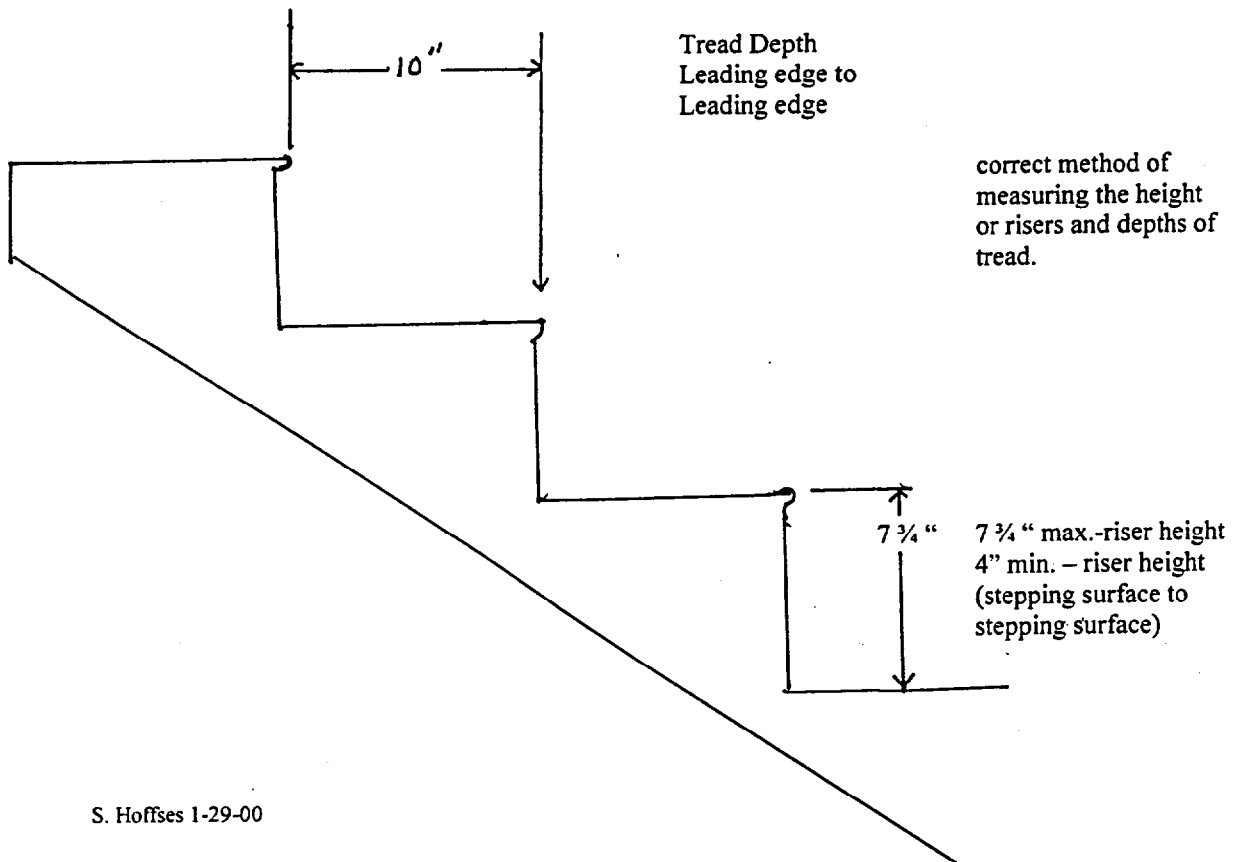 10"
Tread Depth
Leading edge to
Leading edge
correct method of
measuring the height
or risers and depths of
tread.
7 ¾ “
7 ¾ “ max.-riser height
4” min. – riser height
(stepping surface to
stepping surface)
S. Hoffses 1-29-00